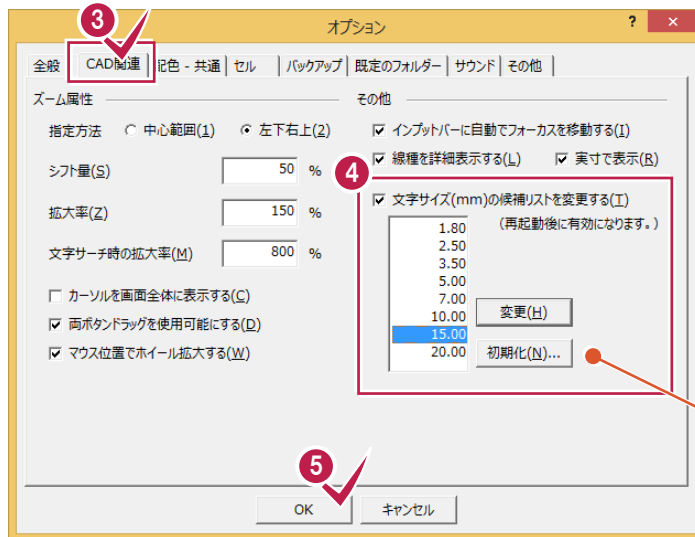 3
オプション
? ×
全般 CAD関連 配色 - 共通 セル バックアップ 既定のフォルダー サウンド その他
ズーム属性
指定方法 中心範囲(1) 左下右上(2)
シフト量(S) 50 %
拡大率(Z) 150 %
文字サーチ時の拡大率(M) 800 %
カーソルを画面全体に表示する(C)
両ボタンドラッグを使用可能にする(D)
マウス位置でホイール拡大する(W)
その他
インプットバーに自動でフォーカスを移動する(I)
線種を詳細表示する(L) 実寸で表示(R)
4
文字サイズ(mm)の候補リストを変更する(T)
(再起動後に有効になります。)
1.80
2.50
3.50
5.00
7.00
10.00
15.00
20.00
変更(H)
初期化(N)...
5
OK キャンセル